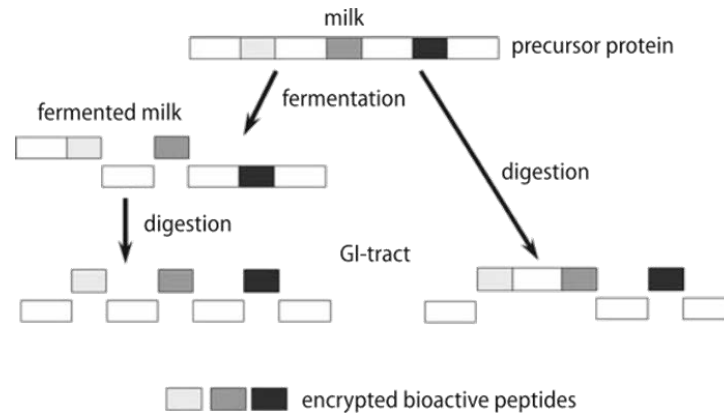 milk
precursor protein
fermentation
fermented milk
digestion
digestion
GI-tract
encrypted bioactive peptides